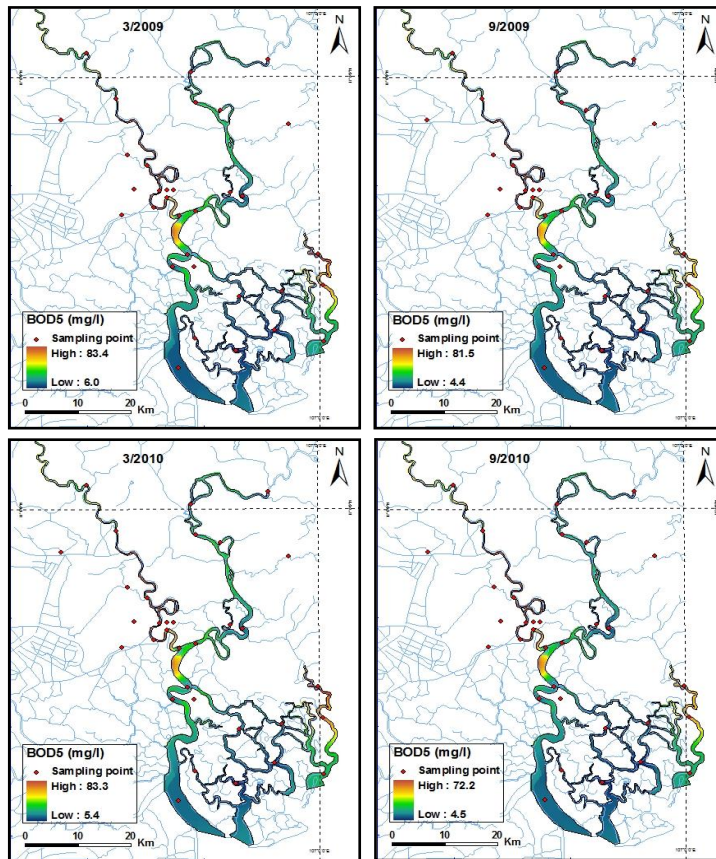 3/2009
N
BOD5 (mg/l)
Sampling point
High : 83.4
Low : 6.0
0 10 20
Km
9/2009
N
BOD5 (mg/l)
Sampling point
High : 81.5
Low : 4.4
0 10 20
Km
3/2010
N
BOD5 (mg/l)
Sampling point
High : 83.3
Low : 5.4
0 10 20
Km
9/2010
N
BOD5 (mg/l)
Sampling point
High : 72.2
Low : 4.5
0 10 20
Km